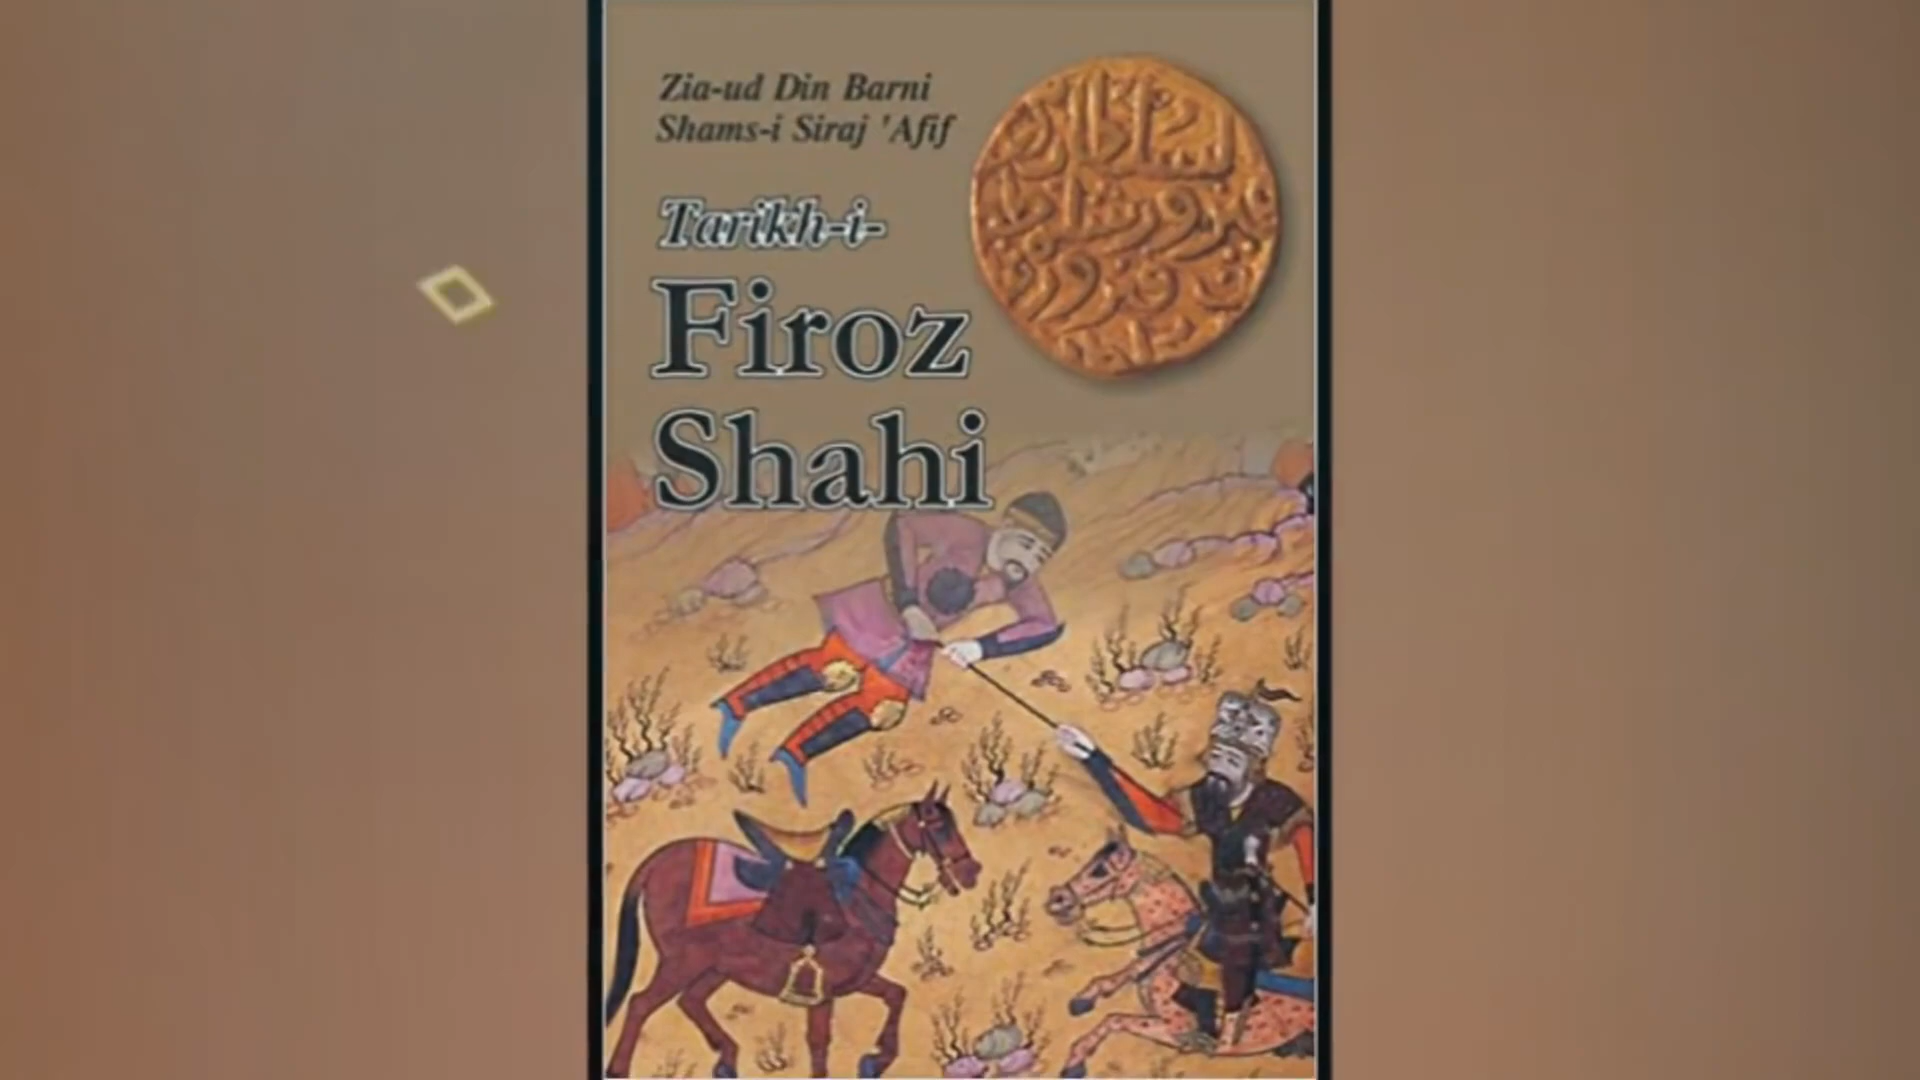 Zia-ud Din Barni
Shams-i Siraj 'Afif
Tarikh-i-
Firoz
Shahi